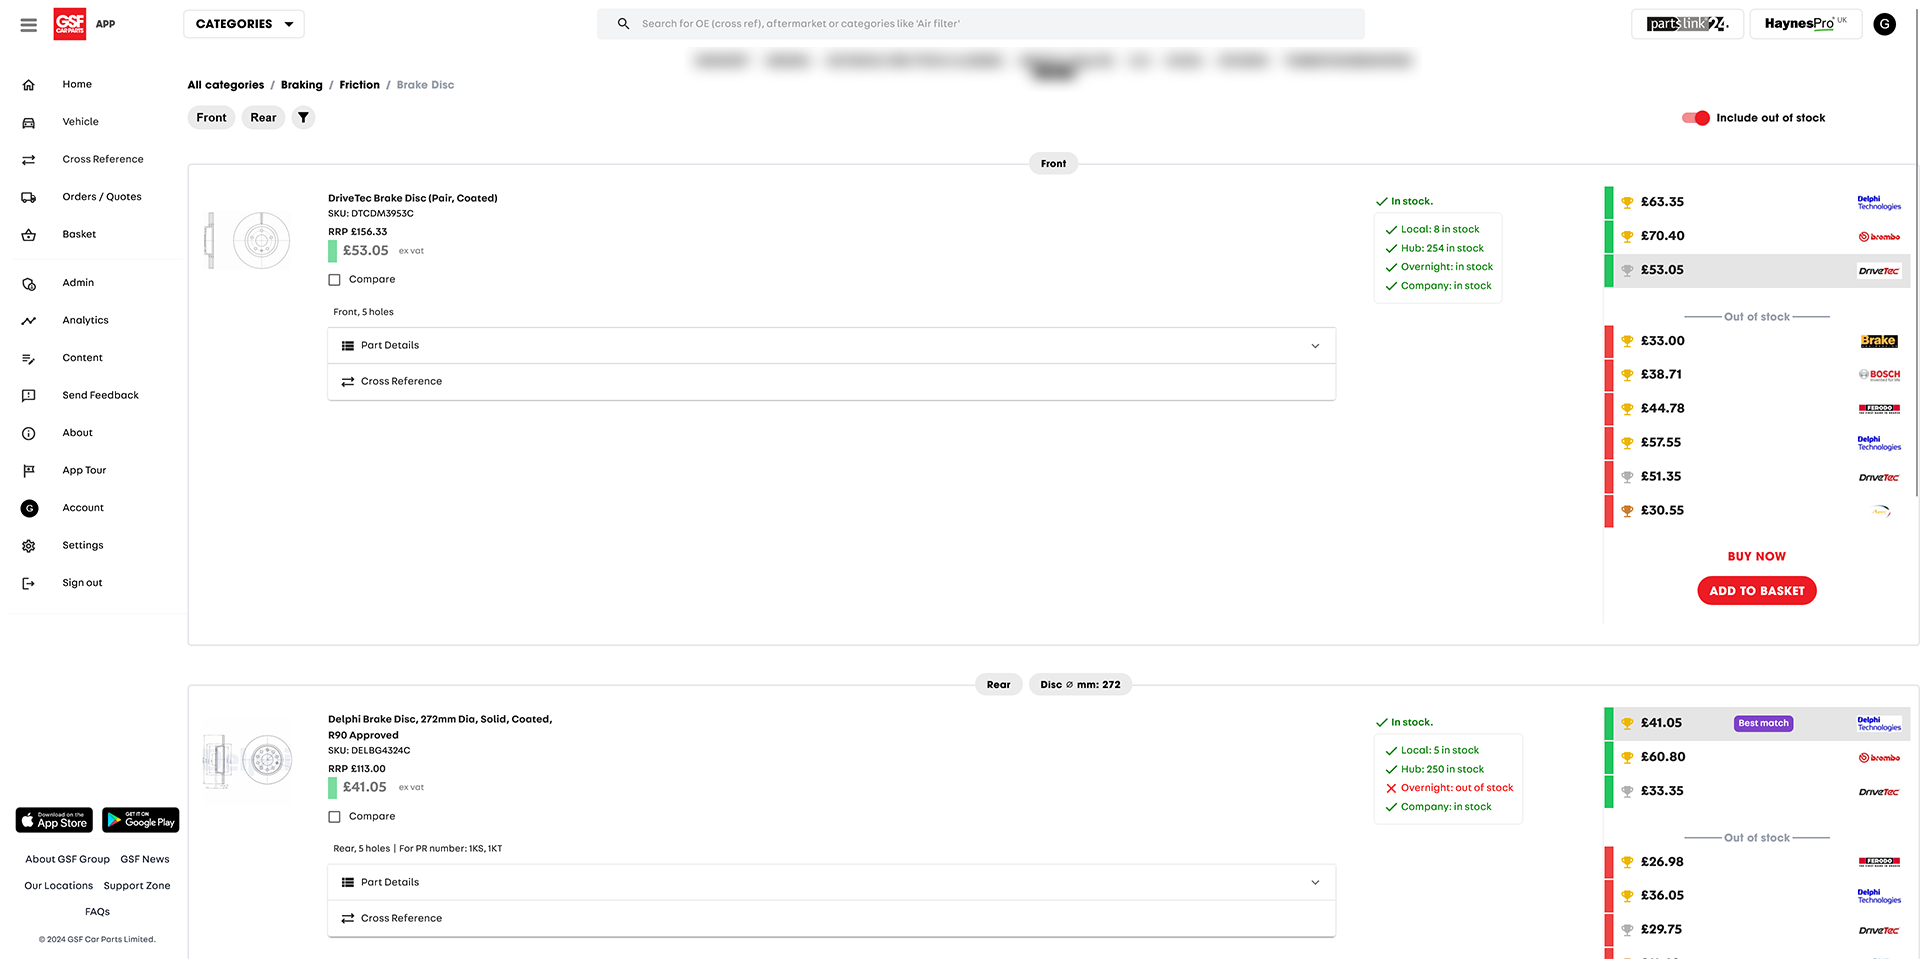 GSF
CAR PARTS
APP
CATEGORIES
Search for OE (cross ref), aftermarket or categories like 'Air filter'
partslink24.
HaynesPro UK
G
Home
Vehicle
Cross Reference
Orders / Quotes
Basket
Admin
Analytics
Content
Send Feedback
About
App Tour
G Account
Settings
Sign out
Download on the
App Store
GET IT ON
Google Play
About GSF Group GSF News
Our Locations Support Zone
FAQs
© 2024 GSF Car Parts Limited.
All categories / Braking / Friction / Brake Disc
Front Rear
Include out of stock
Front
DriveTec Brake Disc (Pair, Coated)
SKU: DTCDM3953C
RRP £156.33
£53.05 ex vat
Compare
Front, 5 holes
Part Details
Cross Reference
In stock.
Local: 8 in stock
Hub: 254 in stock
Overnight: in stock
Company: in stock
£63.35 Delphi Technologies
£70.40 brembo
£53.05 DriveTec
Out of stock
£33.00 Brake
£38.71 BOSCH
£44.78 FERODO
£57.55 Delphi Technologies
£51.35 DriveTec
£30.55
BUY NOW
ADD TO BASKET
Rear Disc ⌀ mm: 272
Delphi Brake Disc, 272mm Dia, Solid, Coated,
R90 Approved
SKU: DELBG4324C
RRP £113.00
£41.05 ex vat
Compare
Rear, 5 holes | For PR number: 1KS, 1KT
Part Details
Cross Reference
In stock.
Local: 5 in stock
Hub: 250 in stock
Overnight: out of stock
Company: in stock
£41.05 Best match Delphi Technologies
£60.80 brembo
£33.35 DriveTec
Out of stock
£26.98 FERODO
£36.05 Delphi Technologies
£29.75 DriveTec